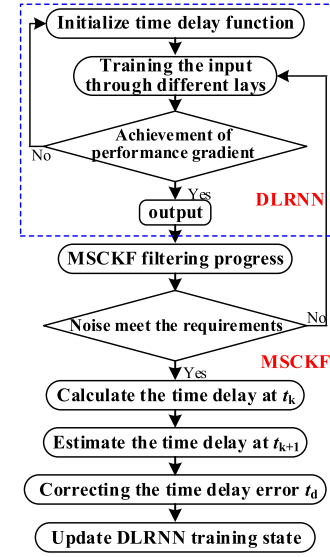 Initialize time delay function
Training the input
through different lays
Achievement of
performance gradient
No
Yes
output
DLRNN
MSCKF filtering progress
Noise meet the requirements
No
MSCKF
Yes
Calculate the time delay at tk
Estimate the time delay at tk+1
Correcting the time delay error td
Update DLRNN training state